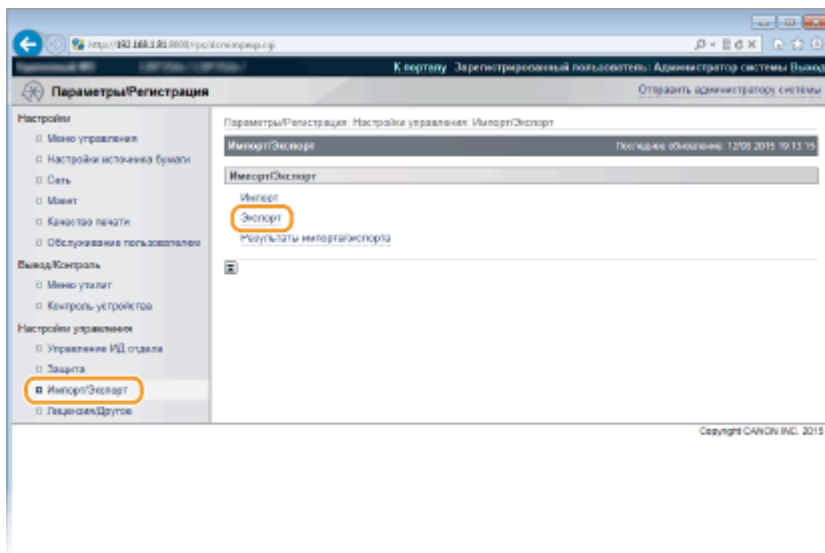 К порталу Зарегистрированный пользователь: Администратор системы Выход
Параметры/Регистрация
Отправить администратору системы
Настройки
Меню управления
Настройки источника бумаги
Сеть
Макет
Качество печати
Обслуживание пользователем
Вывод/Контроль
Меню утилит
Контроль устройства
Настройки управления
Управление ИД отдела
Защита
Импорт/Экспорт
Лицензия/Другое
Параметры/Регистрация: Настройки управления: Импорт/Экспорт
Импорт/Экспорт
Последнее обновление: 12/08 2015 19:13:15
Импорт/Экспорт
Импорт
Экспорт
Результаты импорта/экспорта
Copyright CANON INC. 2015